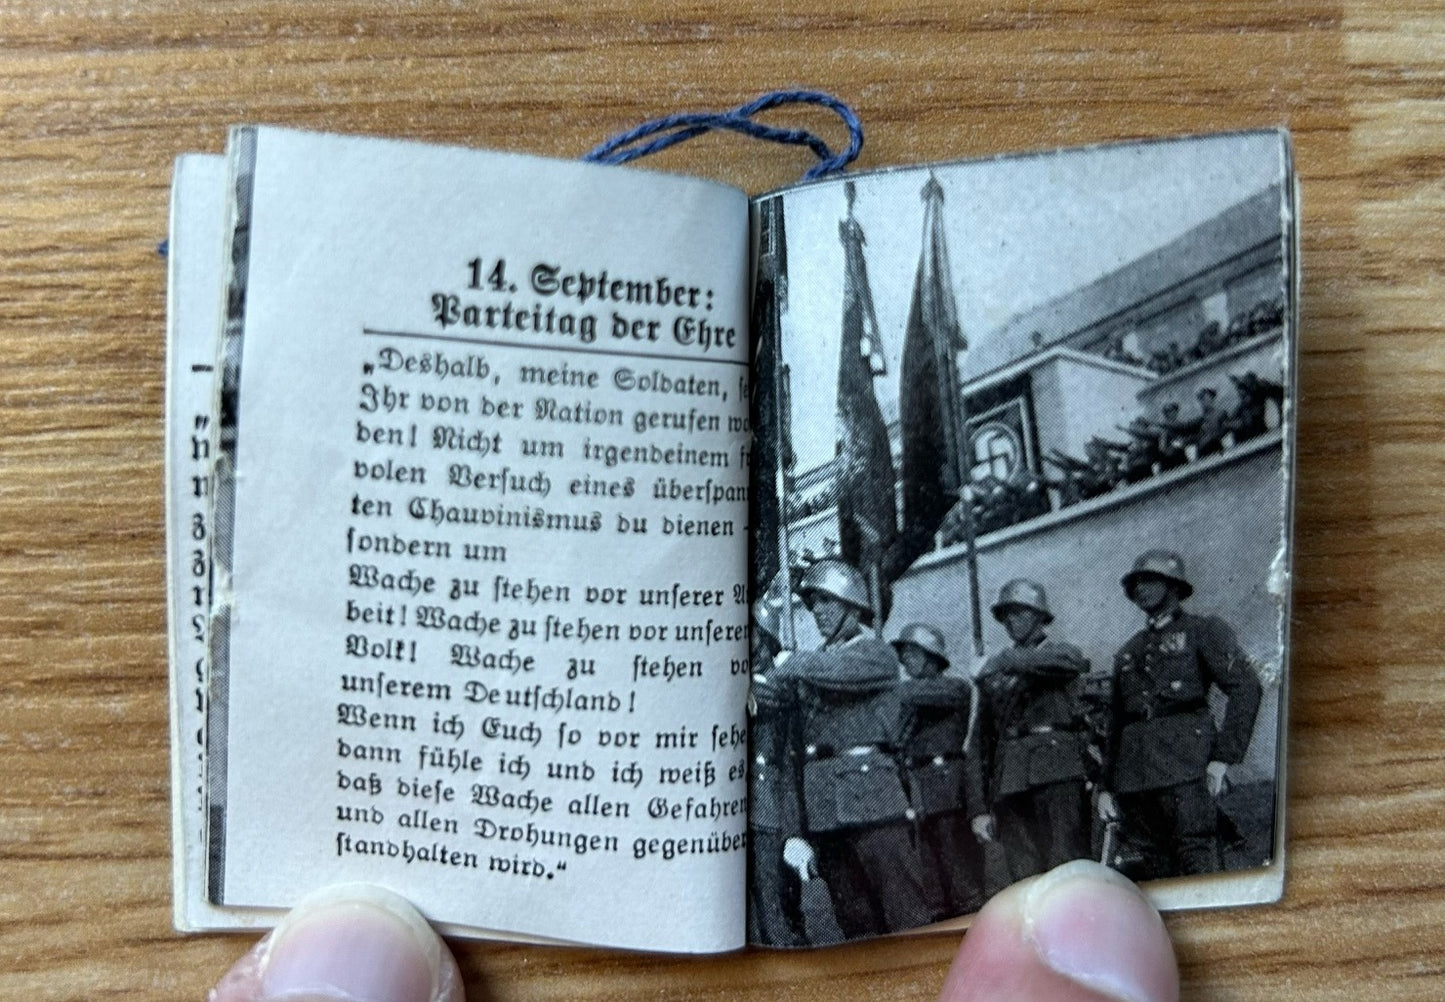 14. September:
Parteitag der Ehre
„Deshalb, meine Soldaten,
Ihr von der Nation gerufen
den! Nicht um irgendeinem
volen Versuch eines überspan
ten Chauvinismus du dienen -
sondern um
Wache zu stehen vor unserer
beit! Wache zu stehen vor unserem
Volk! Wache zu stehen
unserem Deutschland!
Wenn ich Euch so vor mir sehe
dann fühle ich und ich weiß es,
daß diese Wache allen Gefahren
und allen Drohungen gegenüber
standhalten wird.“